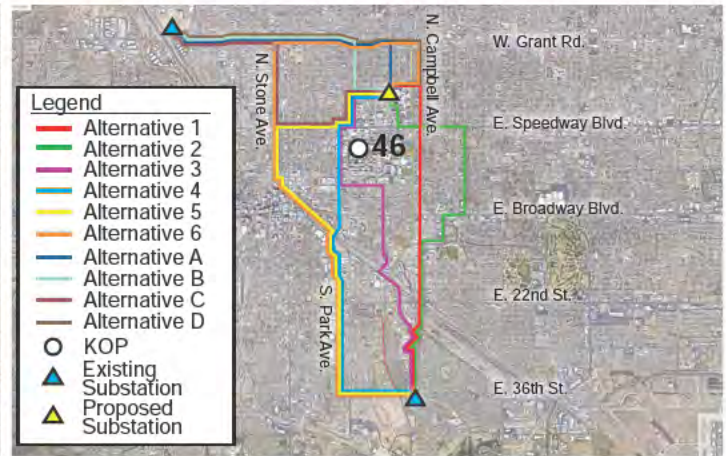 Legend
Alternative 1
Alternative 2
Alternative 3
Alternative 4
Alternative 5
Alternative 6
Alternative A
Alternative B
Alternative C
Alternative D
KOP
Existing
Substation
Proposed
Substation
N. Stone Ave.
N. Campbell Ave.
S. Park Ave.
46
W. Grant Rd.
E. Speedway Blvd.
E. Broadway Blvd.
E. 22nd St.
E. 36th St.